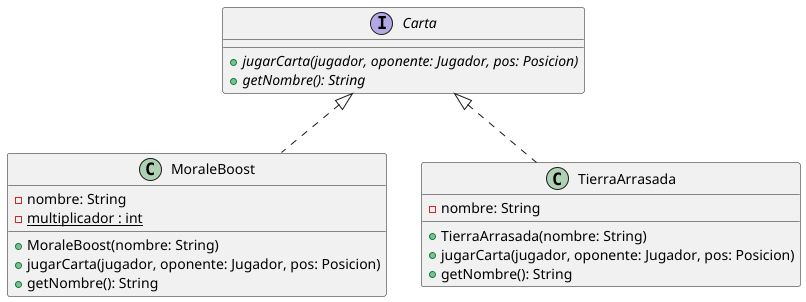 I Carta
jugarCarta(jugador, oponente: Jugador, pos: Posicion)
getNombre(): String
C MoraleBoost
nombre: String
multiplicador : int
MoraleBoost(nombre: String)
jugarCarta(jugador, oponente: Jugador, pos: Posicion)
getNombre(): String
C TierraArrasada
nombre: String
TierraArrasada(nombre: String)
jugarCarta(jugador, oponente: Jugador, pos: Posicion)
getNombre(): String